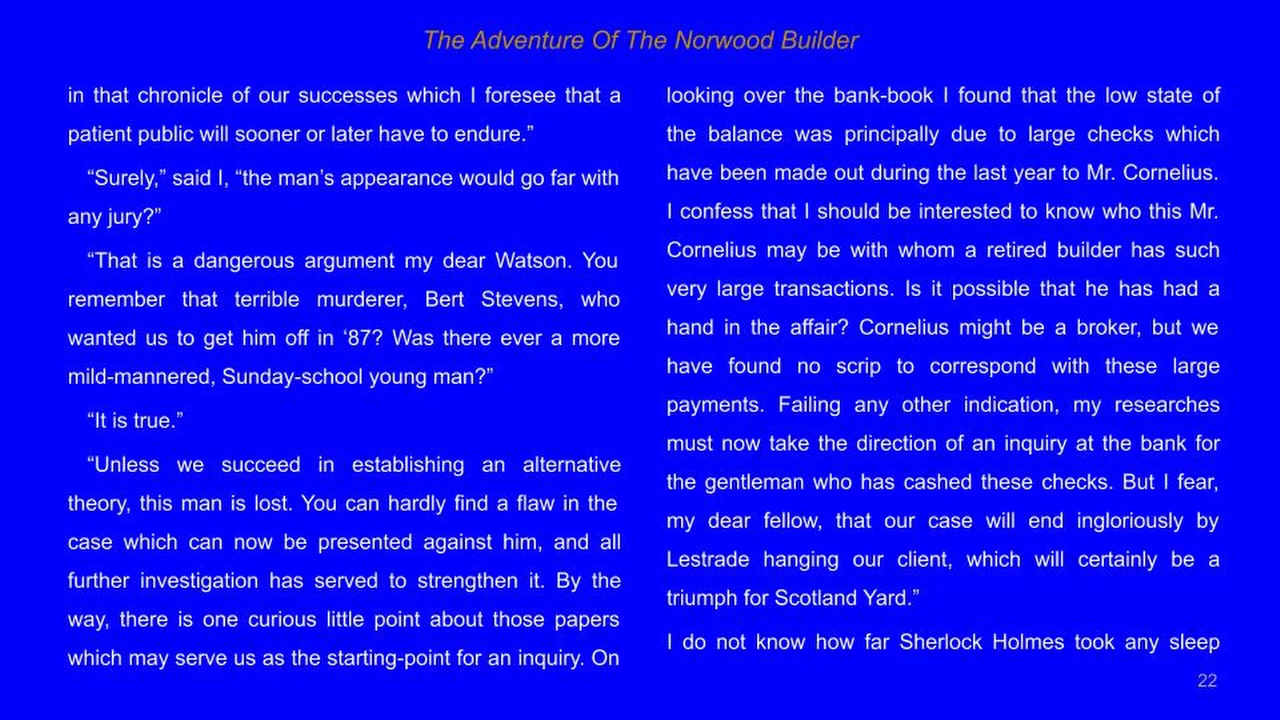 The Adventure Of The Norwood Builder
in that chronicle of our successes which I foresee that a
patient public will sooner or later have to endure.”
“Surely,” said I, “the man’s appearance would go far with
any jury?”
“That is a dangerous argument my dear Watson. You
remember that terrible murderer, Bert Stevens, who
wanted us to get him off in ‘87? Was there ever a more
mild-mannered, Sunday-school young man?”
“It is true.”
“Unless we succeed in establishing an alternative
theory, this man is lost. You can hardly find a flaw in the
case which can now be presented against him, and all
further investigation has served to strengthen it. By the
way, there is one curious little point about those papers
which may serve us as the starting-point for an inquiry. On
looking over the bank-book I found that the low state of
the balance was principally due to large checks which
have been made out during the last year to Mr. Cornelius.
I confess that I should be interested to know who this Mr.
Cornelius may be with whom a retired builder has such
very large transactions. Is it possible that he has had a
hand in the affair? Cornelius might be a broker, but we
have found no scrip to correspond with these large
payments. Failing any other indication, my researches
must now take the direction of an inquiry at the bank for
the gentleman who has cashed these checks. But I fear,
my dear fellow, that our case will end ingloriously by
Lestrade hanging our client, which will certainly be a
triumph for Scotland Yard.”
I do not know how far Sherlock Holmes took any sleep
22